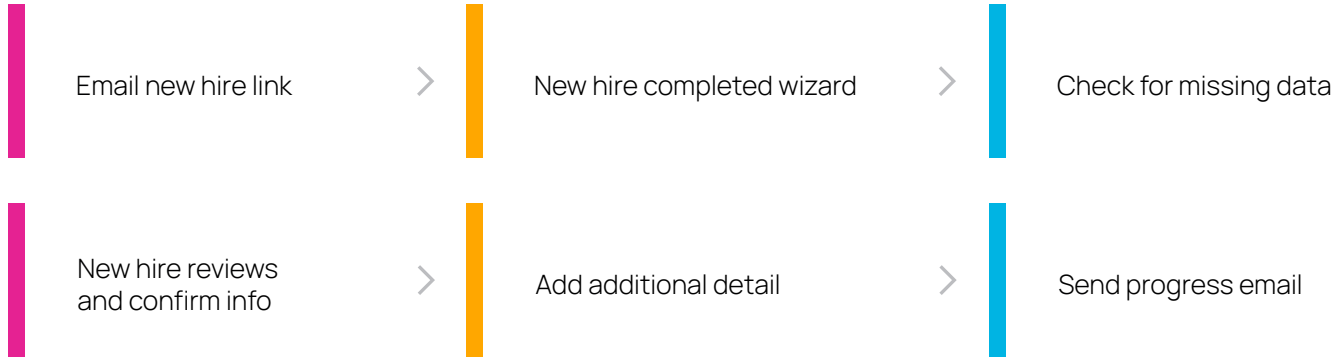 Email new hire link
New hire completed wizard
Check for missing data
New hire reviews
and confirm info
Add additional detail
Send progress email